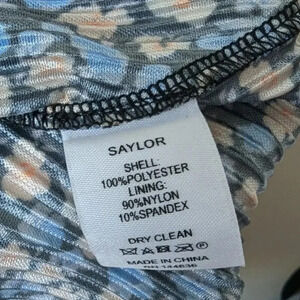 SAYLOR
SHELL:
100%POLYESTER
LINING:
90%NYLON
10%SPANDEX
DRY CLEAN
MADE IN CHINA